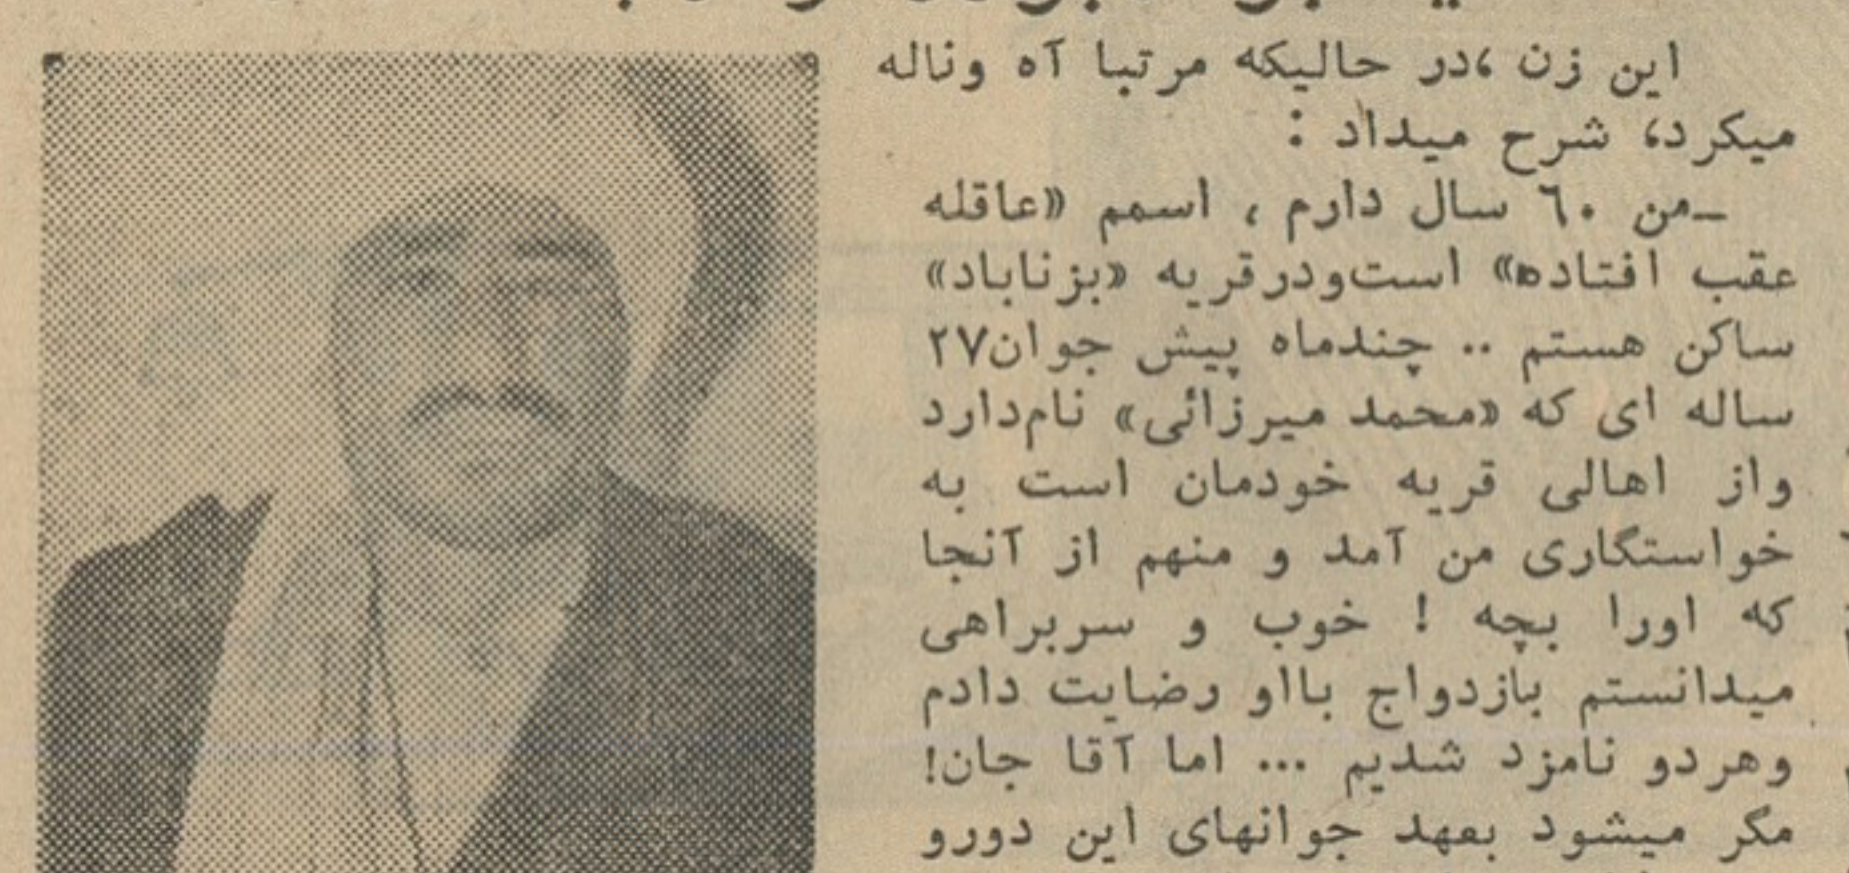 این زن ،در حالیکه مرتبا آه وناله
میکرد، شرح میداد :
ــمن ٦٠ سال دارم ، اسمم «عاقله
عقب افتاده» است‌ودرقریه «بزناباد»
ساکن هستم .. چندماه پیش جوان۲۷
ساله ای که «محمد میرزائی» نام‌دارد
واز اهالی قریه خودمان است به
خواستگاری من آمد و منهم از آنجا
که اورا بچه ! خوب و سربراهی
میدانستم بازدواج بااو رضایت دادم
وهردو نامزد شدیم ... اما آقا جان!
مگر میشود بعهد جوانهای این دورو